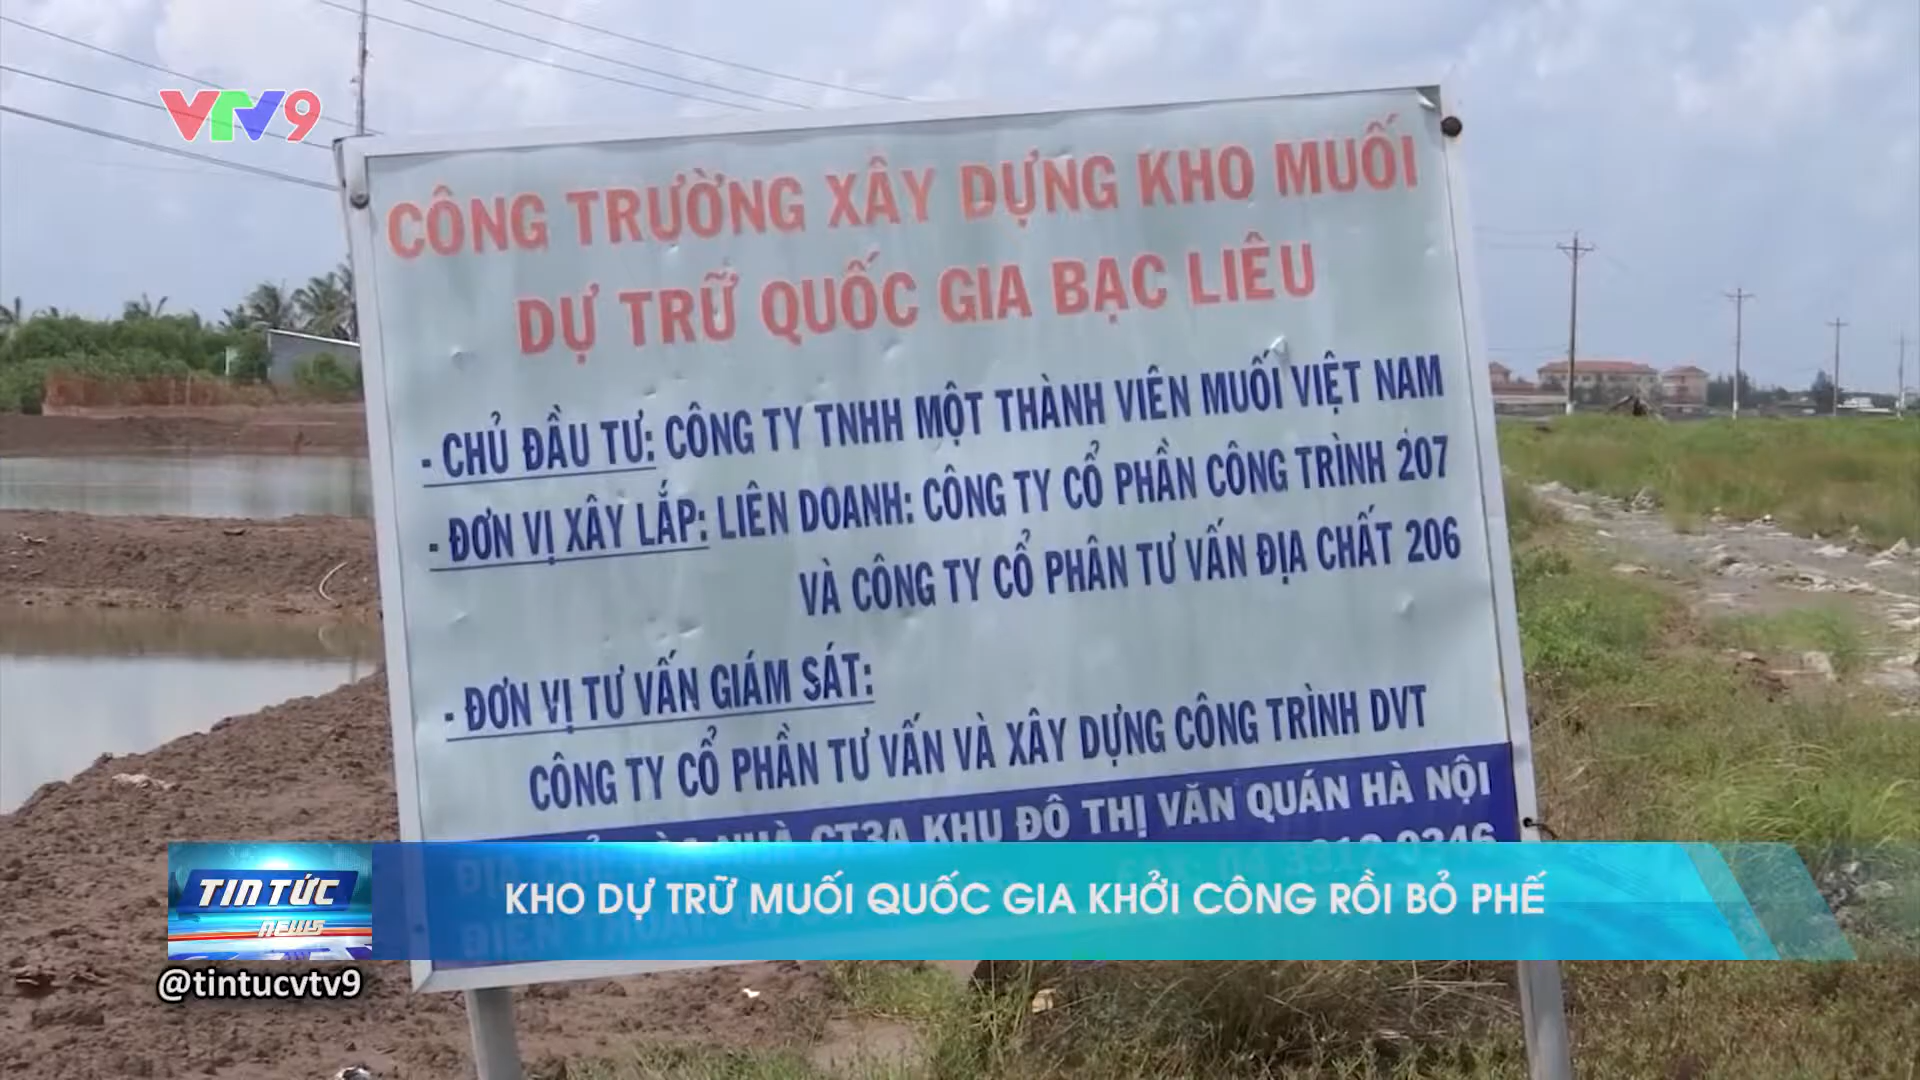 VTV9
CÔNG TRƯỜNG XÂY DỰNG KHO MUỐI
DỰ TRỮ QUỐC GIA BẠC LIÊU
- CHỦ ĐẦU TƯ: CÔNG TY TNHH MỘT THÀNH VIÊN MUỐI VIỆT NAM
- ĐƠN VỊ XÂY LẮP: LIÊN DOANH: CÔNG TY CỔ PHẦN CÔNG TRÌNH 207
VÀ CÔNG TY CỔ PHÂN TƯ VẤN ĐỊA CHẤT 206
- ĐƠN VỊ TƯ VẤN GIÁM SÁT:
CÔNG TY CỔ PHẦN TƯ VẤN VÀ XÂY DỰNG CÔNG TRÌNH DVT
NHÀ CT3A KHU ĐÔ THỊ VĂN QUÁN HÀ NỘI
TIN TỨC
NEWS
KHO DỰ TRỮ MUỐI QUỐC GIA KHỞI CÔNG RỒI BỎ PHẾ
@tintucvtv9